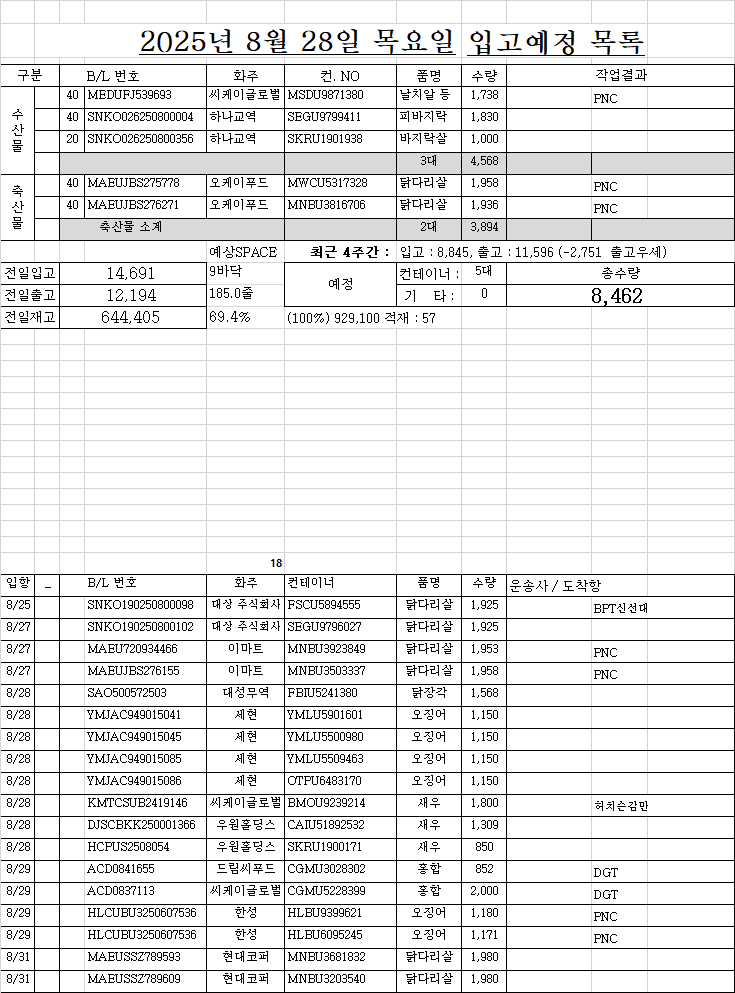 2025년 8월 28일 목요일 입고예정 목록
구분 B/L 번호 화주 컨. NO 품명 수량 작업결과
수산물
40 MEDUFJ539693 씨케이글로벌 MSDU9871380 날치알 등 1,738 PNC
40 SNKO026250800004 하나교역 SEGU9799411 피바지락 1,830
20 SNKO026250800356 하나교역 SKRU1901938 바지락살 1,000
3대 4,568
축산물
40 MAEUJBS275778 오케이푸드 MWCU5317328 닭다리살 1,958 PNC
40 MAEUJBS276271 오케이푸드 MNBU3816706 닭다리살 1,936 PNC
축산물 소계 2대 3,894
예상SPACE 최근 4주간 : 입고 : 8,845, 출고 : 11,596 (-2,751 출고우세)
전일입고 14,691 9바닥 예정 컨테이너 : 5대 총수량
전일출고 12,194 185.0줄 기 타 : 0 8,462
전일재고 644,405 69.4% (100%) 929,100 적재 : 57
18
입항 _ B/L 번호 화주 컨테이너 품명 수량 운송사 / 도착항
8/25 SNKO190250800098 대상 주식회사 FSCU5894555 닭다리살 1,925 BPT신선대
8/27 SNKO190250800102 대상 주식회사 SEGU9796027 닭다리살 1,925
8/27 MAEU720934466 이마트 MNBU3923849 닭다리살 1,953 PNC
8/27 MAEUJBS276155 이마트 MNBU3503337 닭다리살 1,958 PNC
8/28 SAO500572503 대성무역 FBIU5241380 닭장각 1,568
8/28 YMJAC949015041 세현 YMLU5901601 오징어 1,150
8/28 YMJAC949015045 세현 YMLU5500980 오징어 1,150
8/28 YMJAC949015085 세현 YMLU5509463 오징어 1,150
8/28 YMJAC949015086 세현 OTPU6483170 오징어 1,150
8/28 KMTCSUB2419146 씨케이글로벌 BMOU9239214 새우 1,800 허치슨감만
8/28 DJSCBKK250001366 우원홀딩스 CAIU51892532 새우 1,309
8/28 HCPUS2508054 우원홀딩스 SKRU1900171 새우 850
8/29 ACD0841655 드림씨푸드 CGMU3028302 홍합 852 DGT
8/29 ACD0837113 씨케이글로벌 CGMU5228399 홍합 2,000 DGT
8/29 HLCUBU3250607536 한성 HLBU9399621 오징어 1,180 PNC
8/29 HLCUBU3250607536 한성 HLBU6095245 오징어 1,171 PNC
8/31 MAEUSSZ789593 현대코퍼 MNBU3681832 닭다리살 1,980
8/31 MAEUSSZ789609 현대코퍼 MNBU3203540 닭다리살 1,980